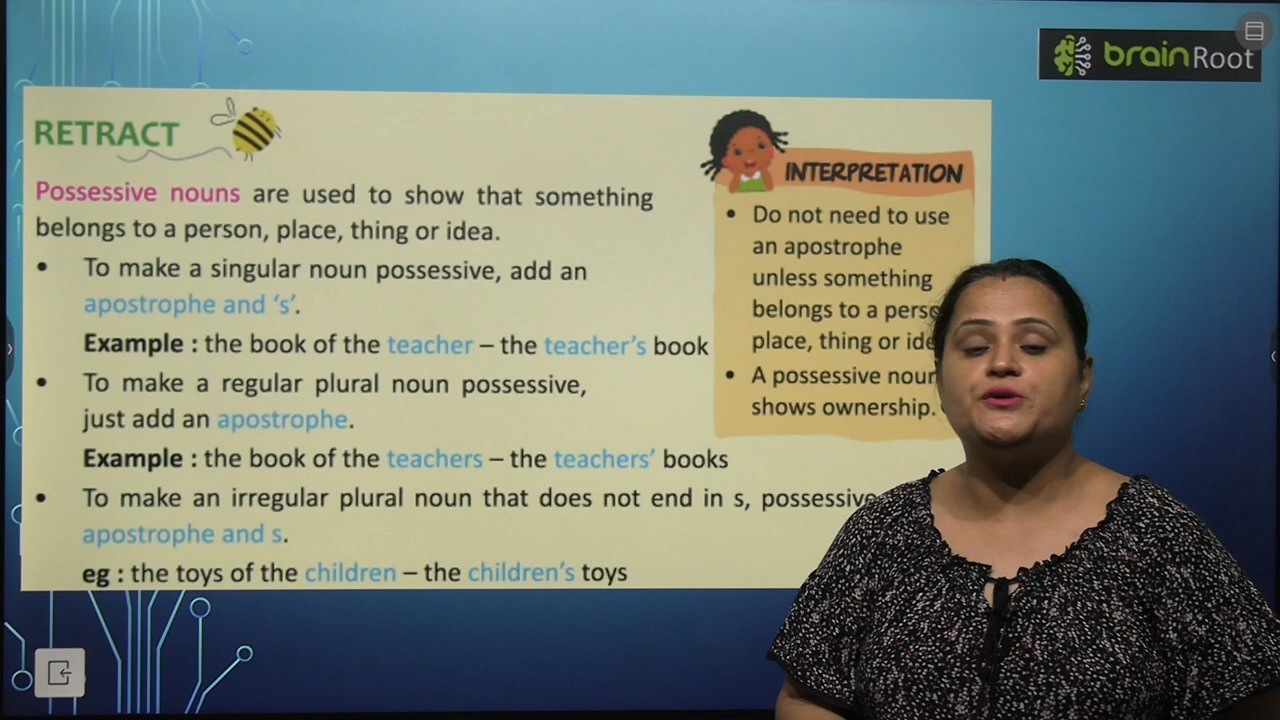 brainRoot
RETRACT
Possessive nouns are used to show that something
belongs to a person, place, thing or idea.
• To make a singular noun possessive, add an
apostrophe and ‘s’.
Example : the book of the teacher – the teacher’s book
• To make a regular plural noun possessive,
just add an apostrophe.
Example : the book of the teachers – the teachers’ books
• To make an irregular plural noun that does not end in s, possessive
apostrophe and s.
eg : the toys of the children – the children’s toys
INTERPRETATION
• Do not need to use
an apostrophe
unless something
belongs to a
place, thing or
• A possessive
shows ownership.